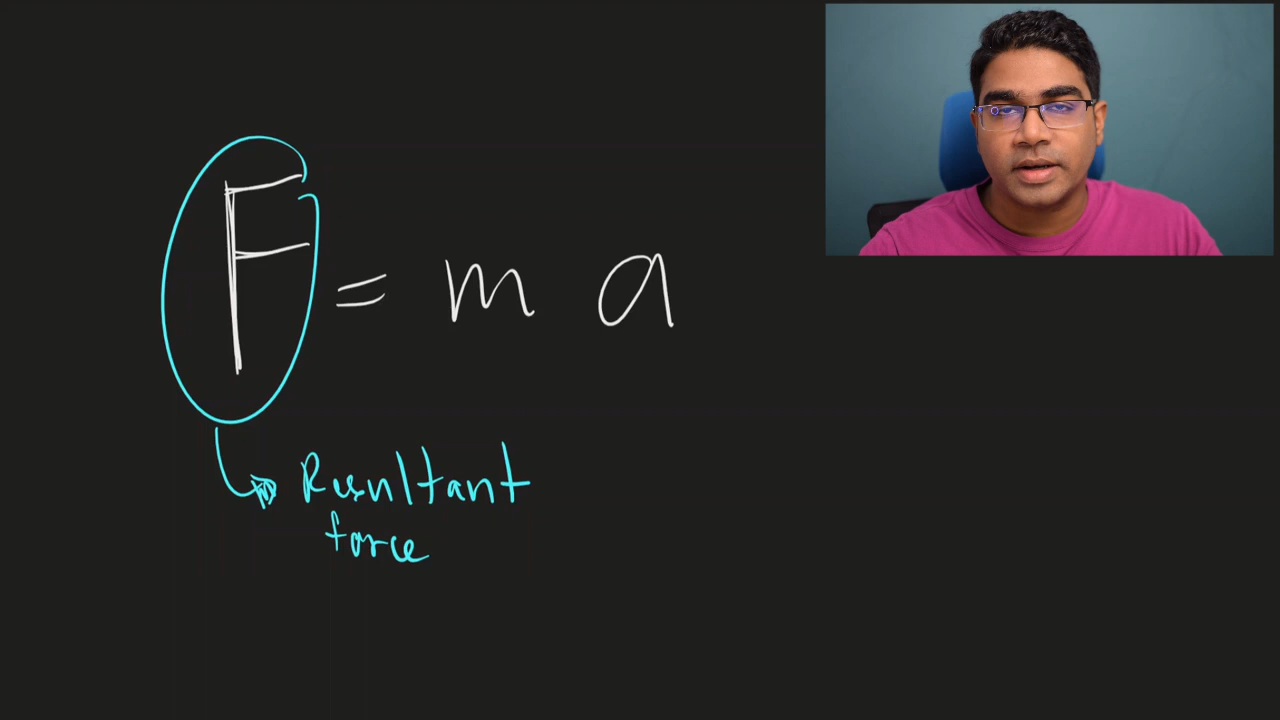 F = m a
Resultant
force